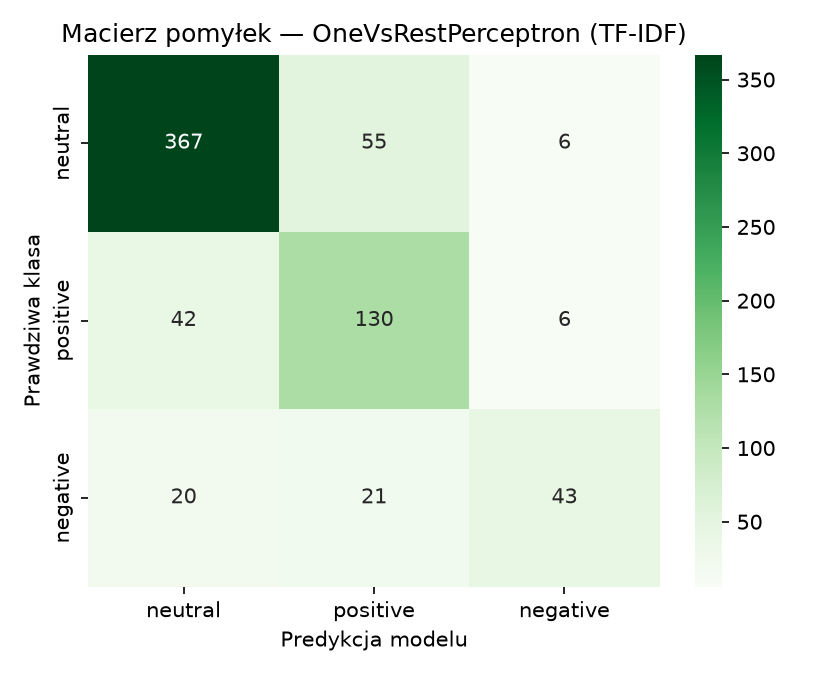 Macierz pomyłek — OneVsRestPerceptron (TF-IDF)
Prawdziwa klasa
neutral
367 55 6
positive
42 130 6
negative
20 21 43
neutral positive negative
Predykcja modelu
350
300
250
200
150
100
50